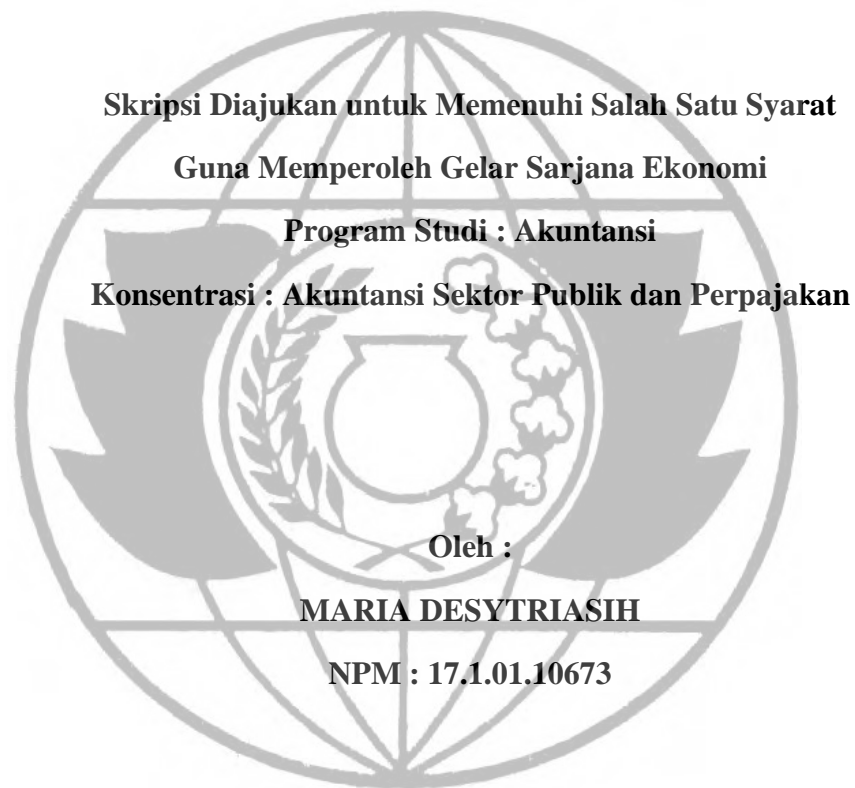 Skripsi Diajukan untuk Memenuhi Salah Satu Syarat
Guna Memperoleh Gelar Sarjana Ekonomi
Program Studi : Akuntansi
Konsentrasi : Akuntansi Sektor Publik dan Perpajakan
Oleh :
MARIA DESYTRIASIH
NPM : 17.1.01.10673